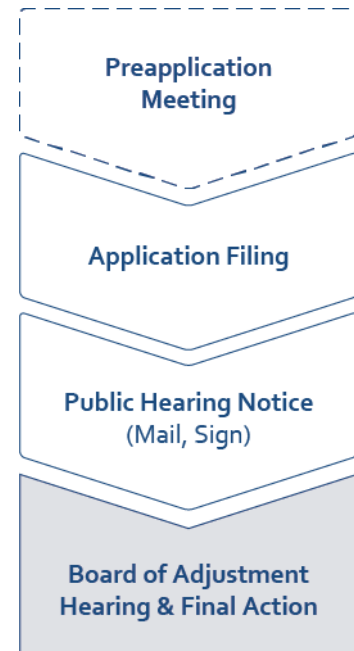 Preapplication
Meeting
Application Filing
Public Hearing Notice
(Mail, Sign)
Board of Adjustment
Hearing & Final Action